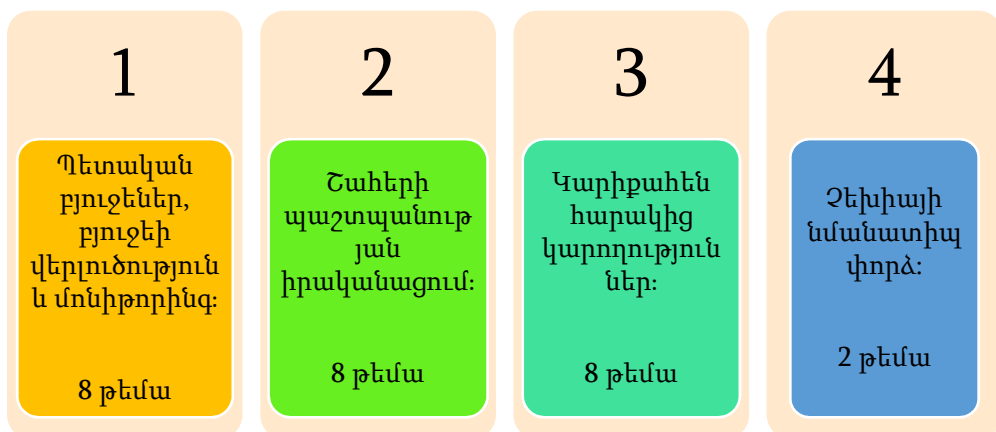 1
Պետական
բյուջեներ,
բյուջեի
վերլուծություն
և մոնիթորինգ։
8 թեմա
2
Շահերի
պաշտպանությ
յան
իրականացում։
8 թեմա
3
Կարիքահեն
հարակից
կարողություն
ներ։
8 թեմա
4
Չեխիայի
նմանատիպ
փորձ։
2 թեմա